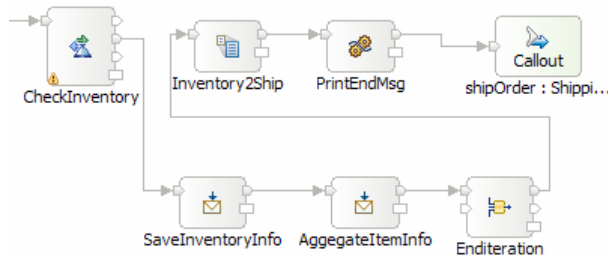 CheckInventory
Inventory2Ship
PrintEndMsg
Callout
shipOrder : Shippi...
SaveInventoryInfo
AggegateItemInfo
Enditeration